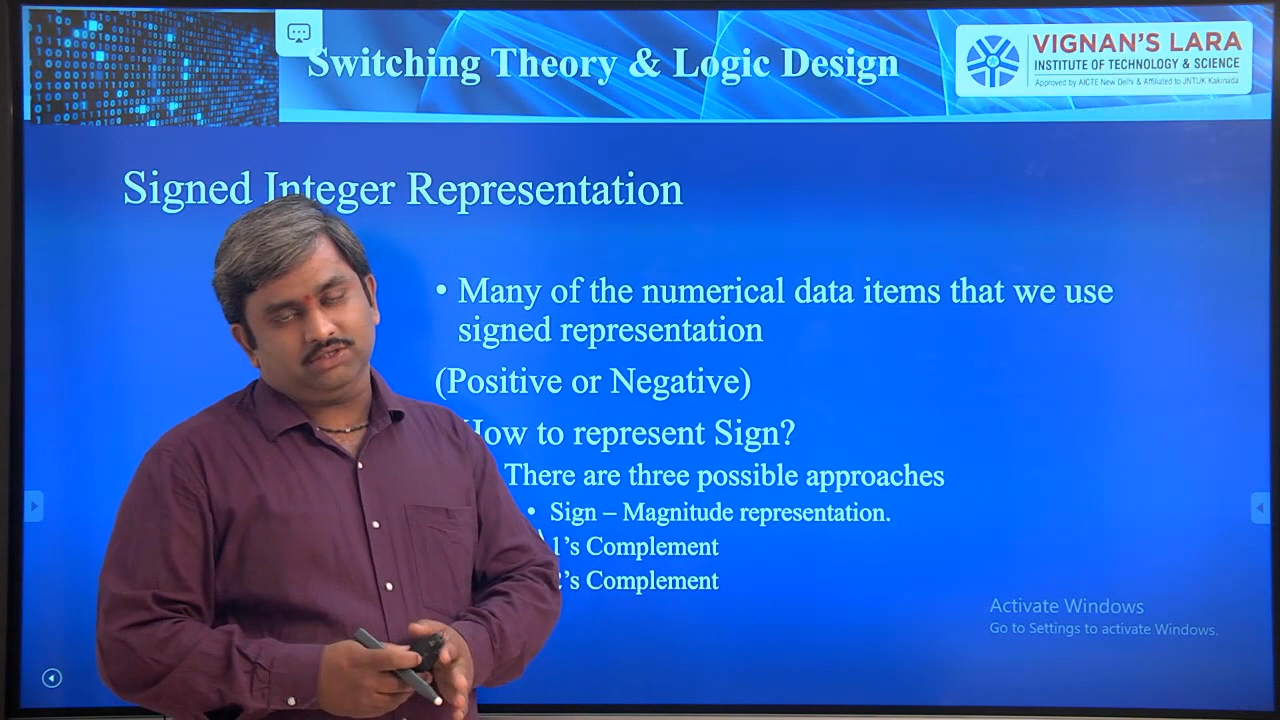 Switching Theory & Logic Design
VIGNAN'S LARA
INSTITUTE OF TECHNOLOGY & SCIENCE
Approved by AICTE New Delhi & Affiliated to JNTUK Kakinada
Signed Integer Representation
• Many of the numerical data items that we use
signed representation
(Positive or Negative)
How to represent Sign?
There are three possible approaches
• Sign – Magnitude representation.
1's Complement
2's Complement
Activate Windows
Go to Settings to activate Windows.